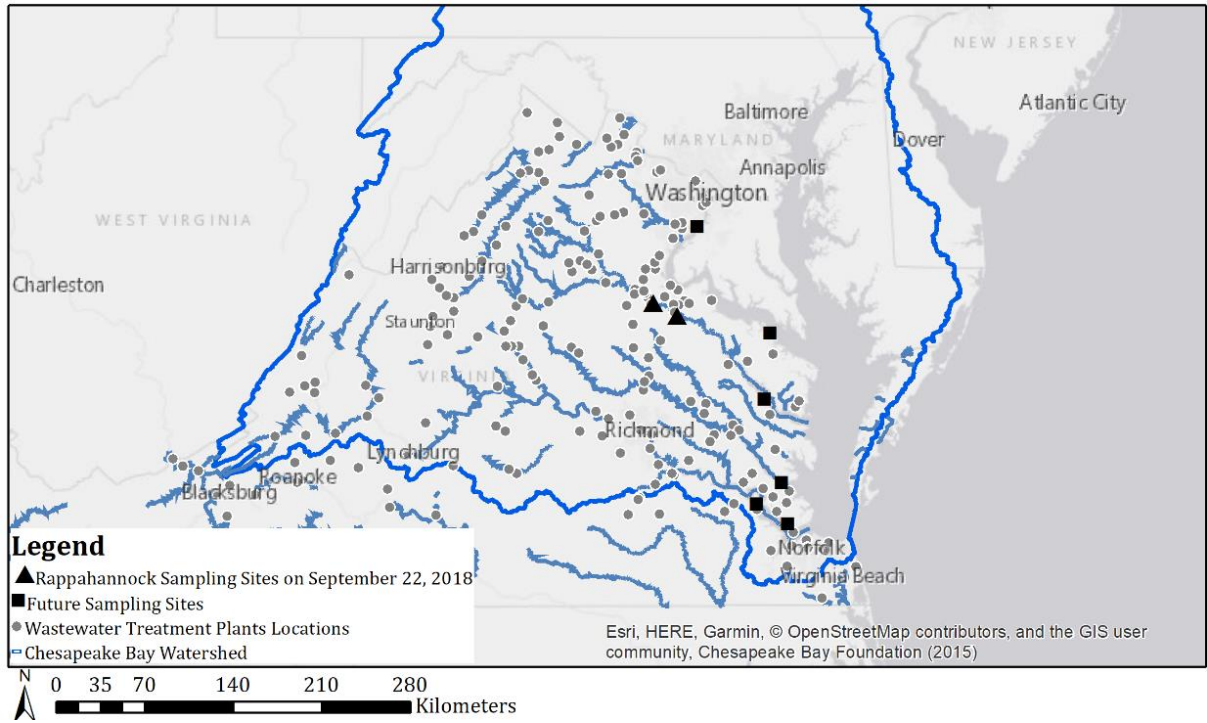 NEW JERSEY
Baltimore
Atlantic City
MARYLAND
Dover
Annapolis
Washington
WEST VIRGINIA
Harrisonburg
Charleston
Staunton
VIRGINIA
Richmond
Lynchburg
Roanoke
Blacksburg
Norfolk
Virginia Beach
Legend
Rappahannock Sampling Sites on September 22, 2018
Future Sampling Sites
Wastewater Treatment Plants Locations
Chesapeake Bay Watershed
Esri, HERE, Garmin, © OpenStreetMap contributors, and the GIS user
community, Chesapeake Bay Foundation (2015)
N
0 35 70 140 210 280
Kilometers